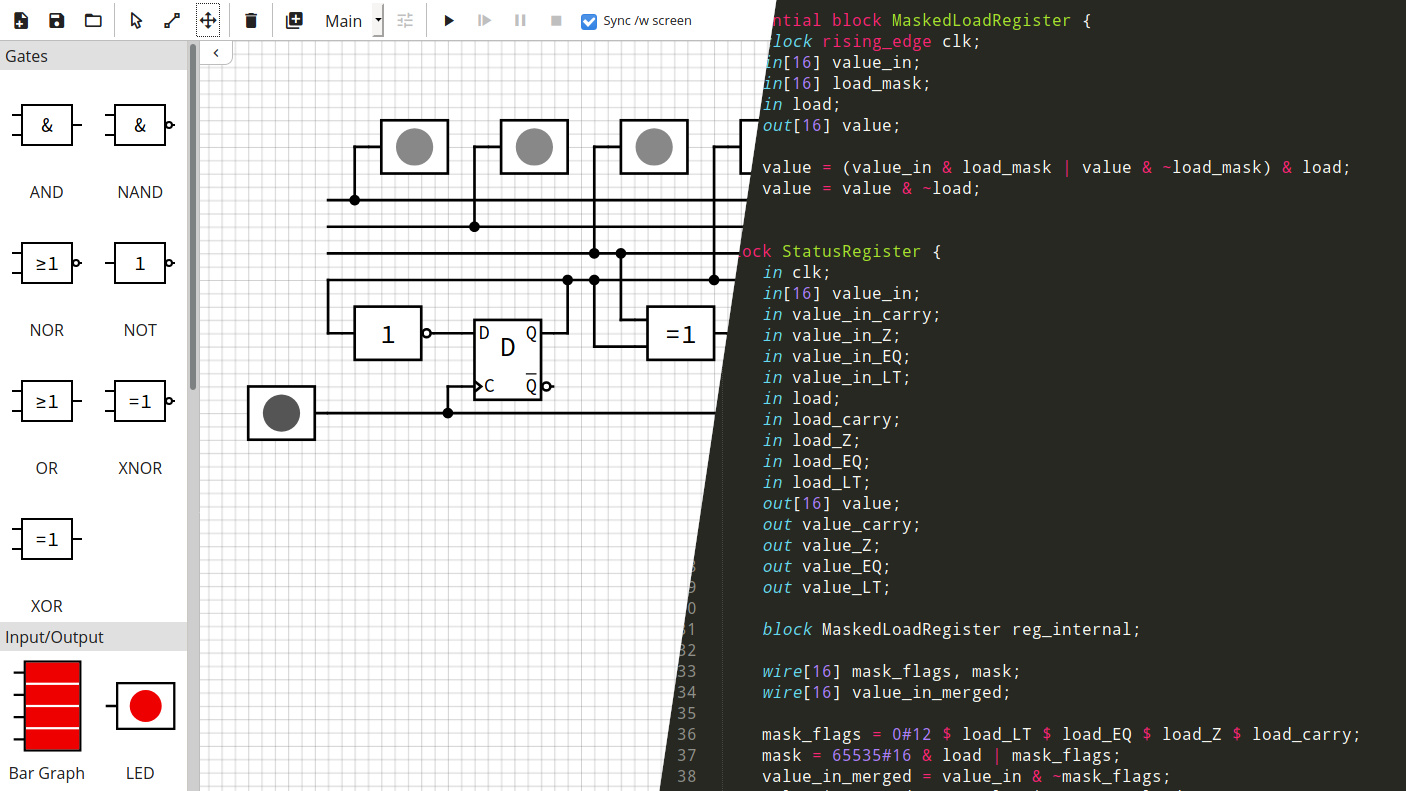 Main
Sync /w screen
Gates
&
&
AND
NAND
≥1
1
NOR
NOT
≥1
=1
OR
XNOR
=1
XOR
Input/Output
Bar Graph
LED
1
D
Q
D
C
Q
=1
ntial block MaskedLoadRegister {
lock rising_edge clk;
in[16] value_in;
in[16] load_mask;
in load;
out[16] value;
value = (value_in & load_mask | value & ~load_mask) & load;
value = value & ~load;
ock StatusRegister {
in clk;
in[16] value_in;
in value_in_carry;
in value_in_Z;
in value_in_EQ;
in value_in_LT;
in load;
in load_carry;
in load_Z;
in load_EQ;
in load_LT;
out[16] value;
out value_carry;
out value_Z;
out value_EQ;
9 out value_LT;
0
31 block MaskedLoadRegister reg_internal;
32
33 wire[16] mask_flags, mask;
34 wire[16] value_in_merged;
35
36 mask_flags = 0#12 $ load_LT $ load_EQ $ load_Z $ load_carry;
37 mask = 65535#16 & load | mask_flags;
38 value_in_merged = value_in & ~mask_flags;